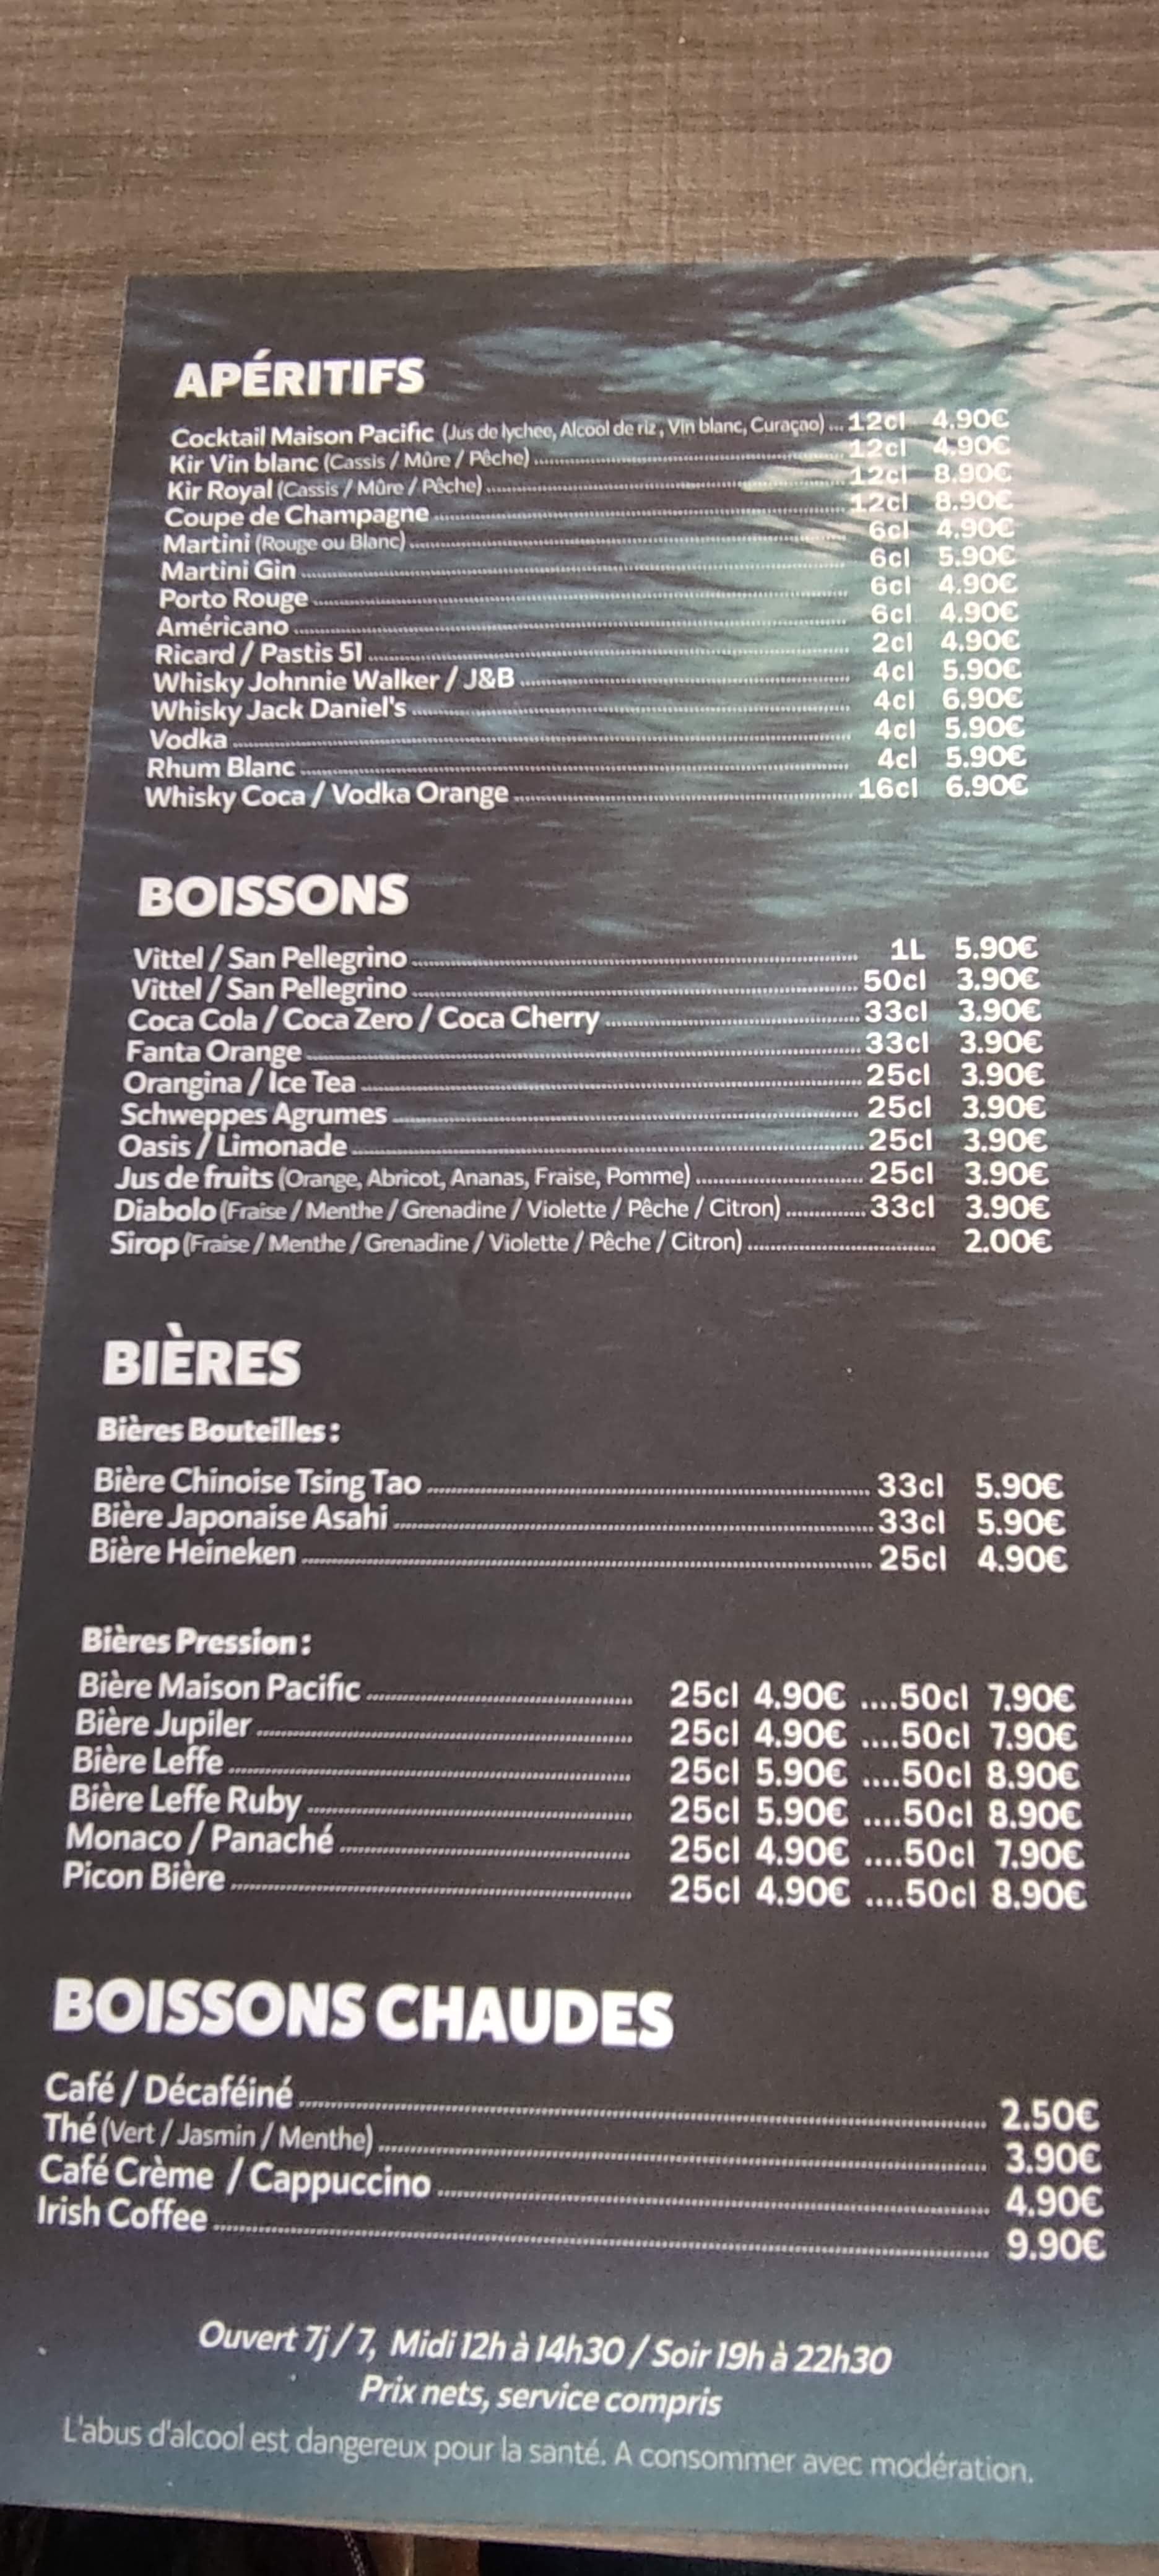 APÉRITIFS
Cocktail Maison Pacific (Jus de lychee, Alcool de riz, Vin blanc, Curaçao) ... 12cl 4.90€
Kir Vin blanc (Cassis / Mûre / Pêche) ... 12cl 4.90€
Kir Royal (Cassis / Mûre / Pêche) ... 12cl 8.90€
Coupe de Champagne ... 12cl 8.90€
Martini (Rouge ou Blanc) ... 6cl 4.90€
Martini Gin ... 6cl 5.90€
Porto Rouge ... 6cl 4.90€
Américano ... 6cl 4.90€
Ricard / Pastis 51 ... 2cl 4.90€
Whisky Johnnie Walker / J&B ... 4cl 5.90€
Whisky Jack Daniel's ... 4cl 6.90€
Vodka ... 4cl 5.90€
Rhum Blanc ... 4cl 5.90€
Whisky Coca / Vodka Orange ... 16cl 6.90€
BOISSONS
Vittel / San Pellegrino ... 1L 5.90€
Vittel / San Pellegrino ... 50cl 3.90€
Coca Cola / Coca Zero / Coca Cherry ... 33cl 3.90€
Fanta Orange ... 33cl 3.90€
Orangina / Ice Tea ... 25cl 3.90€
Schweppes Agrumes ... 25cl 3.90€
Oasis / Limonade ... 25cl 3.90€
Jus de fruits (Orange, Abricot, Ananas, Fraise, Pomme) ... 25cl 3.90€
Diabolo (Fraise / Menthe / Grenadine / Violette / Pêche / Citron) ... 33cl 3.90€
Sirop (Fraise / Menthe / Grenadine / Violette / Pêche / Citron) ... 2.00€
BIÈRES
Bières Bouteilles :
Bière Chinoise Tsing Tao ... 33cl 5.90€
Bière Japonaise Asahi ... 33cl 5.90€
Bière Heineken ... 25cl 4.90€
Bières Pression :
Bière Maison Pacific ... 25cl 4.90€ ....50cl 7.90€
Bière Jupiler ... 25cl 4.90€ ....50cl 7.90€
Bière Leffe ... 25cl 5.90€ ....50cl 8.90€
Bière Leffe Ruby ... 25cl 5.90€ ....50cl 8.90€
Monaco / Panaché ... 25cl 4.90€ ....50cl 7.90€
Picon Bière ... 25cl 4.90€ ....50cl 8.90€
BOISSONS CHAUDES
Café / Décaféiné ... 2.50€
Thé (Vert / Jasmin / Menthe) ... 3.90€
Café Crème / Cappuccino ... 4.90€
Irish Coffee ... 9.90€
Ouvert 7j/7, Midi 12h à 14h30 / Soir 19h à 22h30
Prix nets, service compris
L'abus d'alcool est dangereux pour la santé. A consommer avec modération.